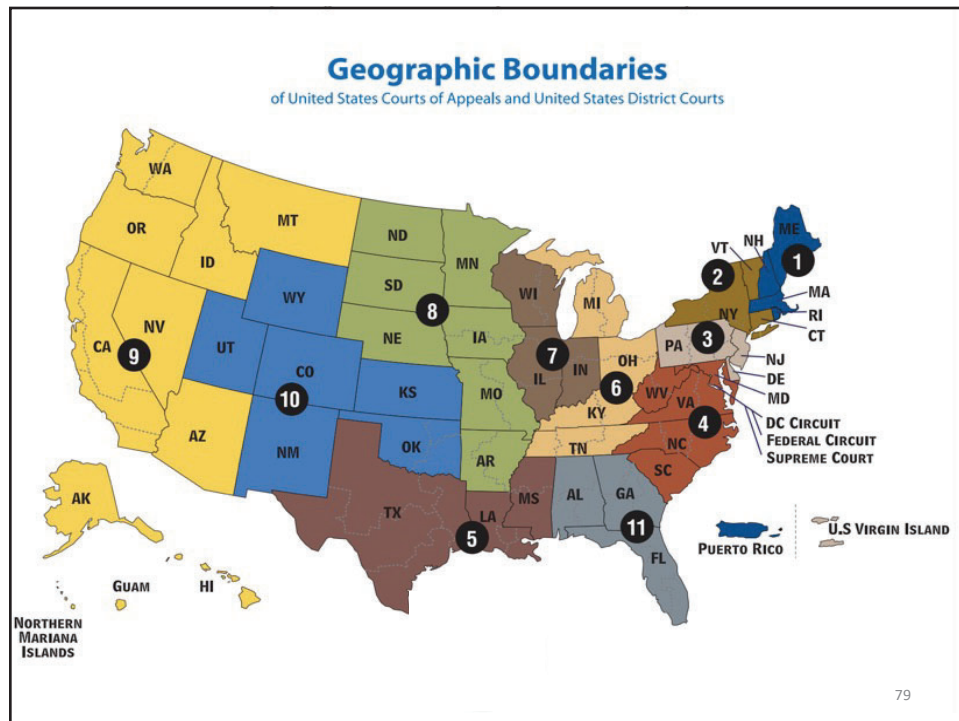 Geographic Boundaries
of United States Courts of Appeals and United States District Courts
WA
OR
ID
MT
NV
CA
9
AZ
UT
WY
CO
10
NM
KS
OK
ND
SD
8
NE
MN
IA
MO
AR
TX
LA
5
MS
WI
7
IL
IN
MI
OH
6
KY
TN
AL
GA
11
FL
WV
VA
4
NC
SC
PA
3
NY
2
VT
NH
ME
1
MA
RI
CT
NJ
DE
MD
DC CIRCUIT
FEDERAL CIRCUIT
SUPREME COURT
AK
GUAM
HI
NORTHERN
MARIANA
ISLANDS
PUERTO RICO
U.S VIRGIN ISLAND
79